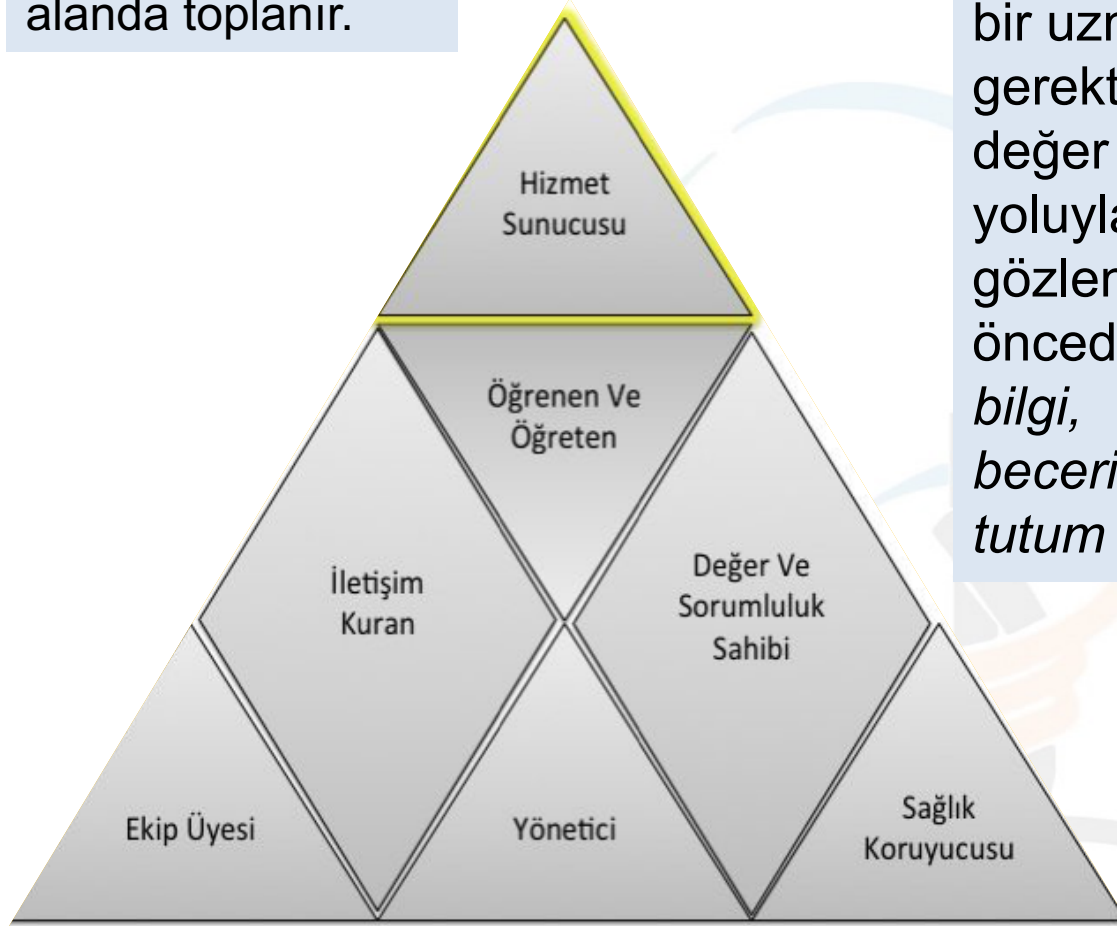 alanda toplanır.
bir
gerekt
değer
yoluyla
gözlen
önced
bilgi,
beceri
tutum
Hizmet
Sunucusu
Öğrenen Ve
Öğreten
İletişim
Kuran
Değer Ve
Sorumluluk
Sahibi
Ekip Üyesi
Yönetici
Sağlık
Koruyucusu